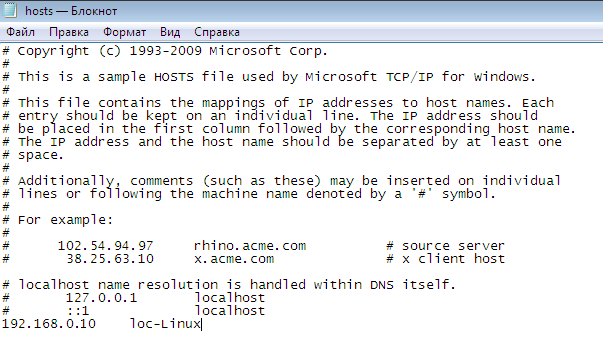 hosts — Блокнот
Файл Правка Формат Вид Справка
# Copyright (c) 1993-2009 Microsoft Corp.
#
# This is a sample HOSTS file used by Microsoft TCP/IP for Windows.
#
# This file contains the mappings of IP addresses to host names. Each
# entry should be kept on an individual line. The IP address should
# be placed in the first column followed by the corresponding host name.
# The IP address and the host name should be separated by at least one
# space.
#
# Additionally, comments (such as these) may be inserted on individual
# lines or following the machine name denoted by a '#' symbol.
#
# For example:
#
#      102.54.94.97     rhino.acme.com          # source server
#       38.25.63.10     x.acme.com              # x client host

# localhost name resolution is handled within DNS itself.
#       127.0.0.1       localhost
#       ::1             localhost
192.168.0.10    loc-Linux